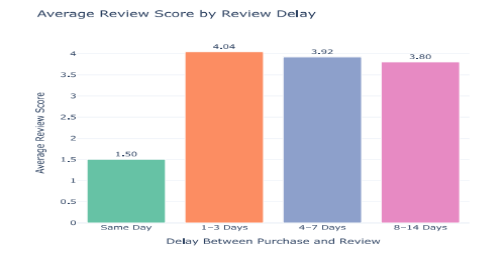 Average Review Score by Review Delay
4.04
3.92
3.80
1.50
4
3.5
3
2.5
2
1.5
1
0.5
0
Average Review Score
Same Day
1–3 Days
4–7 Days
8–14 Days
Delay Between Purchase and Review